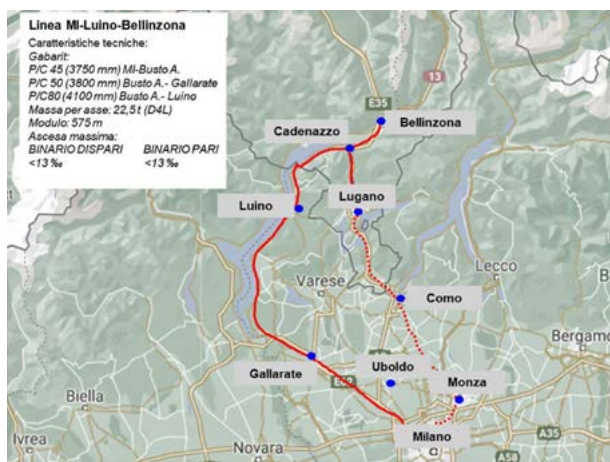 Linea MI-Luino-Bellinzona
Caratteristiche tecniche:
Gabarit:
P/C 45 (3750 mm) MI-Busto A.
P/C 50 (3800 mm) Busto A.- Gallarate
P/C80 (4100 mm) Busto A.- Luino
Massa per asse: 22,5 t (D4L)
Modulo: 575 m
Ascesa massima:
BINARIO DISPARI BINARIO PARI
<13 ‰ <13 ‰
13
E35
Bellinzona
Cadenazzo
Luino
Lugano
Varese
Lecco
Como
Bergamo
Gallarate
Uboldo
Monza
Biella
Milano
A35
Ivrea
Novara
A58